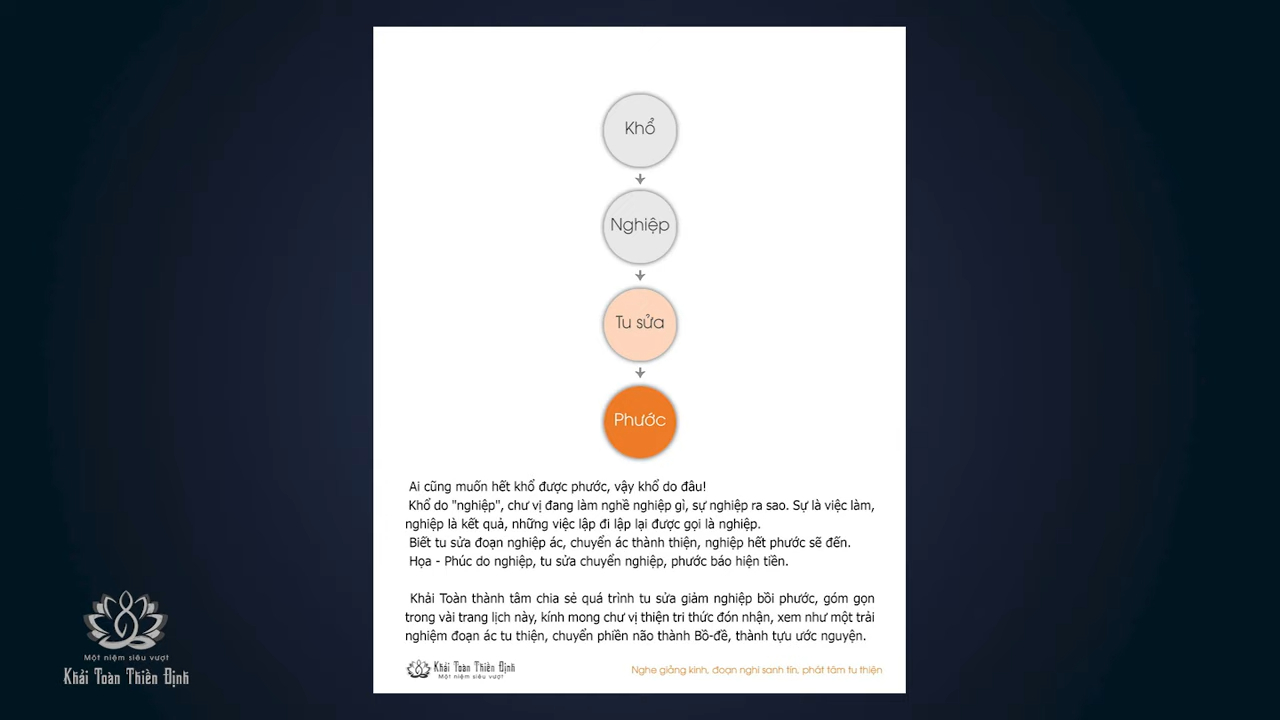 Khổ
Nghiệp
Tu sửa
Phước
Ai cũng muốn hết khổ được phước, vậy khổ do đâu!
Khổ do "nghiệp", chư vị đang làm nghề nghiệp gì, sự nghiệp ra sao. Sự là việc làm,
nghiệp là kết quả, những việc lập đi lập lại được gọi là nghiệp.
Biết tu sửa đoạn nghiệp ác, chuyển ác thành thiện, nghiệp hết phước sẽ đến.
Họa - Phúc do nghiệp, tu sửa chuyển nghiệp, phước báo hiện tiền.
Khải Toàn thành tâm chia sẻ quá trình tu sửa giảm nghiệp bồi phước, góm gọn
trong vài trang lịch này, kính mong chư vị thiện tri thức đón nhận, xem như một trải
nghiệm đoạn ác tu thiện, chuyển phiền não thành Bồ-đề, thành tựu ước nguyện.
Khải Toàn Thiền Định
Một niệm siêu vượt
Nghe giảng kinh, đoạn nghi sanh tín, phát tâm tu thiện
Một niệm siêu vượt
Khải Toàn Thiền Định